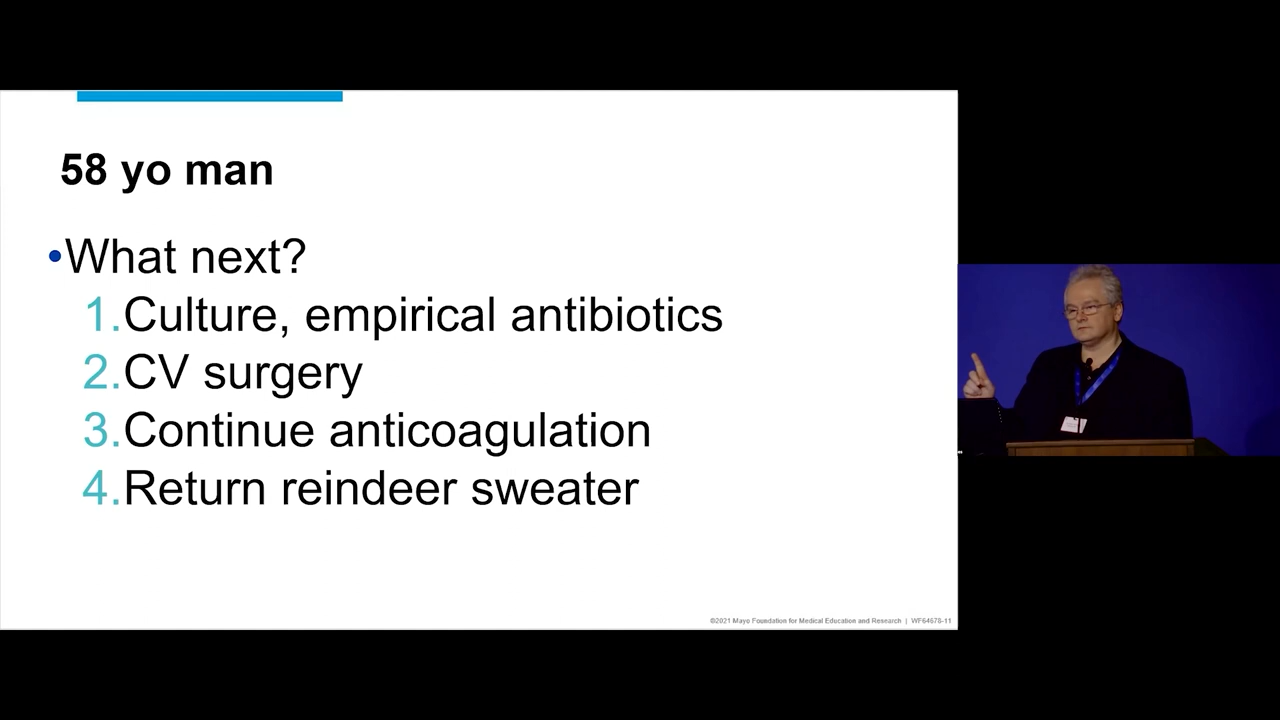 58 yo man
•What next?
1.Culture, empirical antibiotics
2.CV surgery
3.Continue anticoagulation
4.Return reindeer sweater
©2021 Mayo Foundation for Medical Education and Research | WF64678-11